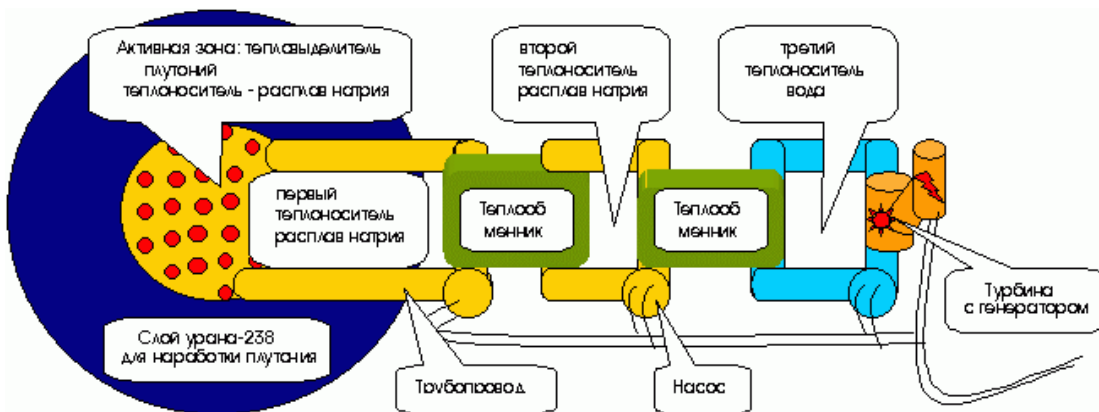 Активная зона: тепловыделитель
плутоний
теплоноситель - расплав натрия
второй
теплоноситель
расплав натрия
третий
теплоноситель
вода
первый
теплоноситель
расплав натрия
Теплооб
менник
Теплооб
менник
Турбина
с генератором
Слой урана-238
для наработки плутания
Трубопровод
Насос